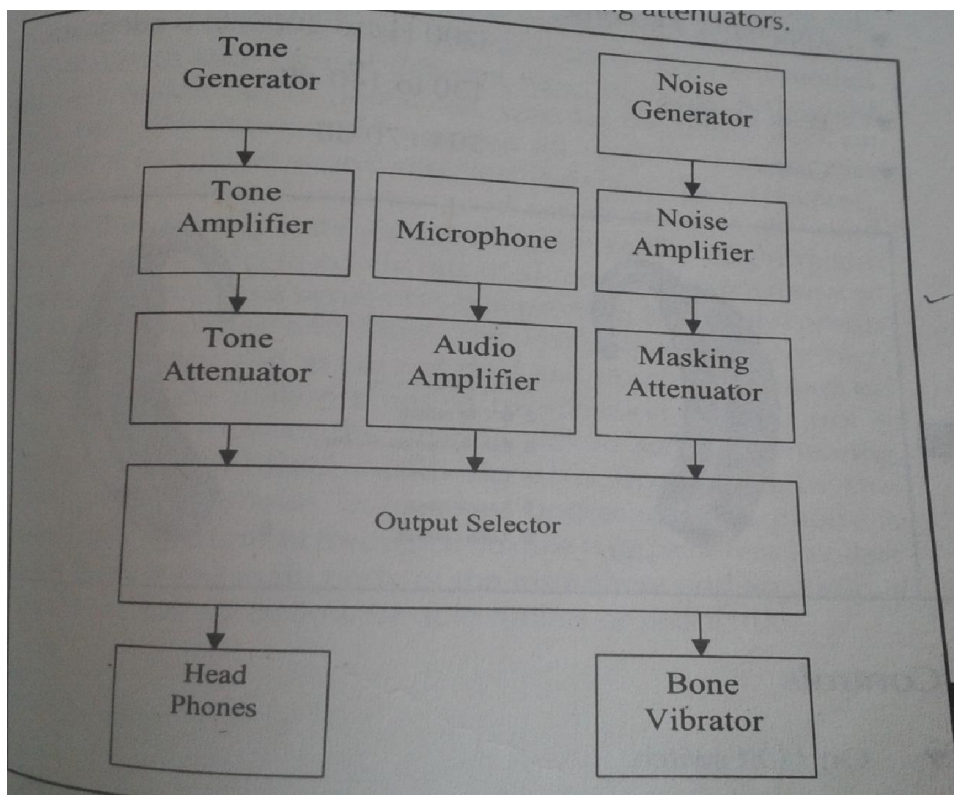 attenuators.
Tone
Generator
Noise
Generator
Tone
Amplifier
Microphone
Noise
Amplifier
Tone
Attenuator
Audio
Amplifier
Masking
Attenuator
Output Selector
Head
Phones
Bone
Vibrator